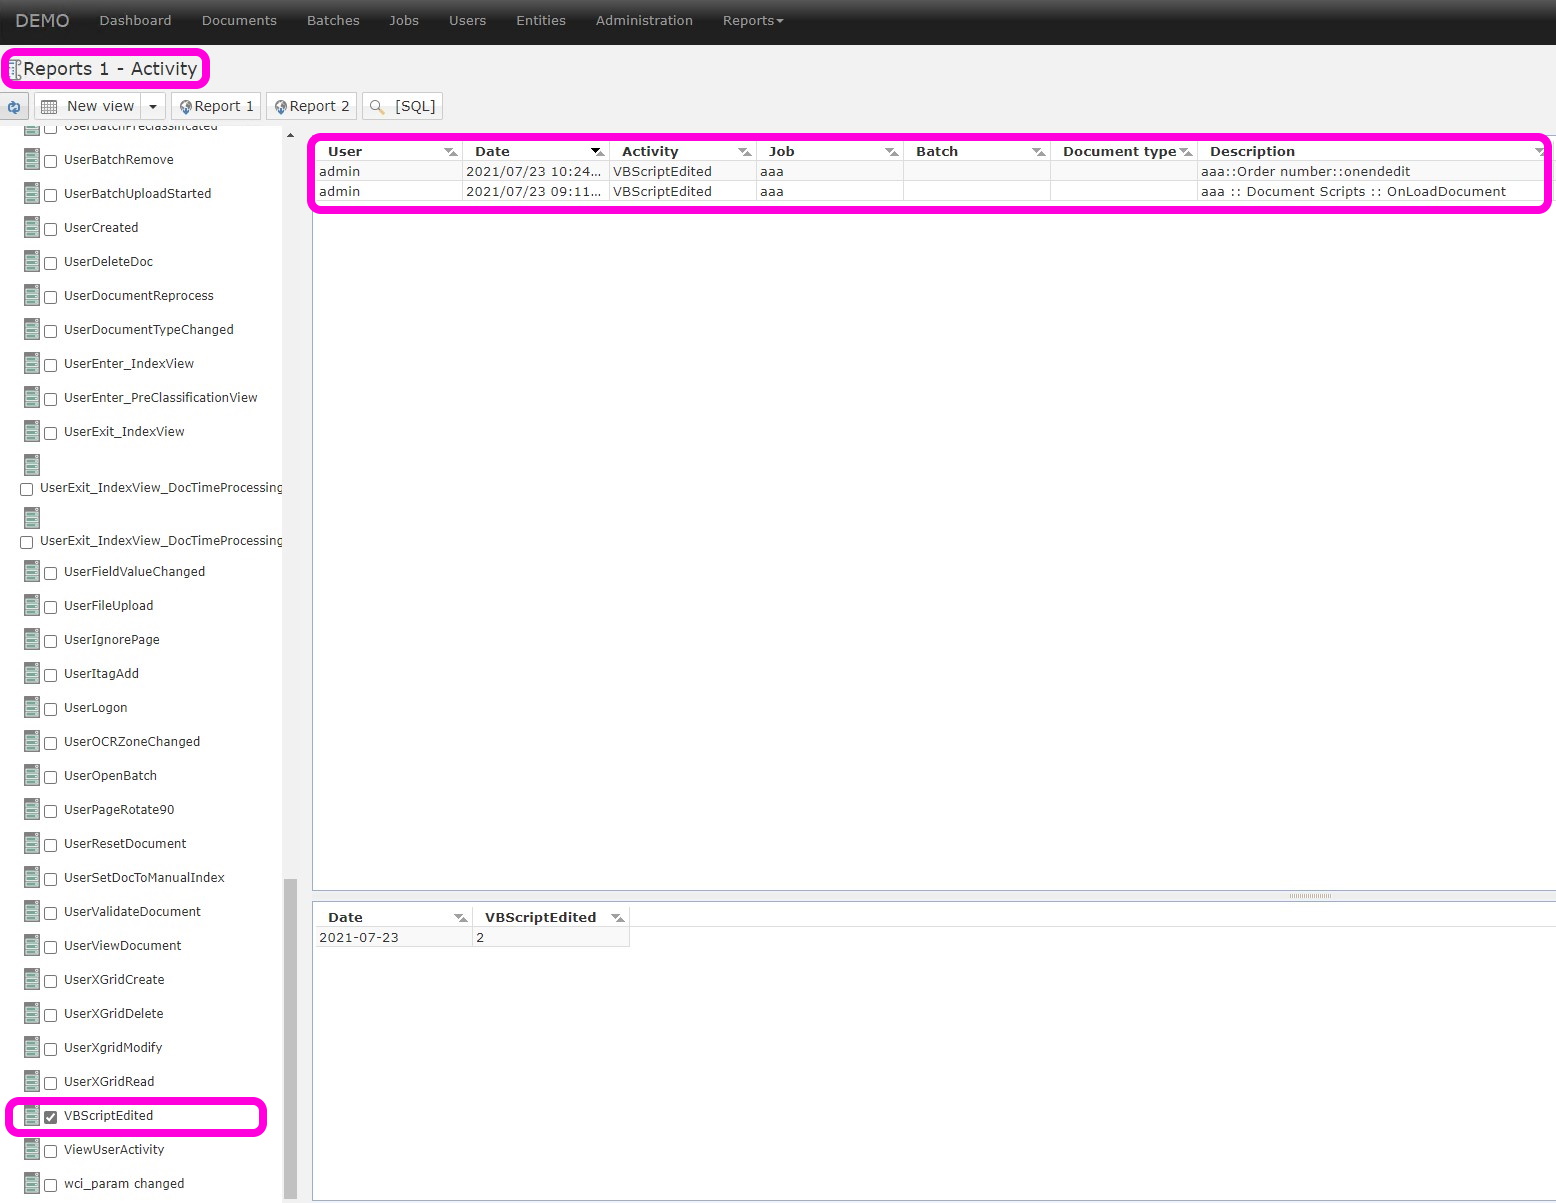 DEMO Dashboard Documents Batches Jobs Users Entities Administration Reports
Reports 1 - Activity
New view Report 1 Report 2 [SQL]
UserBatchPreclassificated
UserBatchRemove
UserBatchUploadStarted
UserCreated
UserDeleteDoc
UserDocumentReprocess
UserDocumentTypeChanged
UserEnter_IndexView
UserEnter_PreClassificationView
UserExit_IndexView
UserExit_IndexView_DocTimeProcessing
UserExit_IndexView_DocTimeProcessing
UserFieldValueChanged
UserFileUpload
UserIgnorePage
UserItagAdd
UserLogon
UserOCRZoneChanged
UserOpenBatch
UserPageRotate90
UserResetDocument
UserSetDocToManualIndex
UserValidateDocument
UserViewDocument
UserXGridCreate
UserXGridDelete
UserXgridModify
UserXGridRead
VBScriptEdited
ViewUserActivity
wci_param changed
User Date Activity Job Batch Document type Description
admin 2021/07/23 10:24... VBScriptEdited aaa aaa::Order number::onendedit
admin 2021/07/23 09:11... VBScriptEdited aaa aaa :: Document Scripts :: OnLoadDocument
Date VBScriptEdited
2021-07-23 2